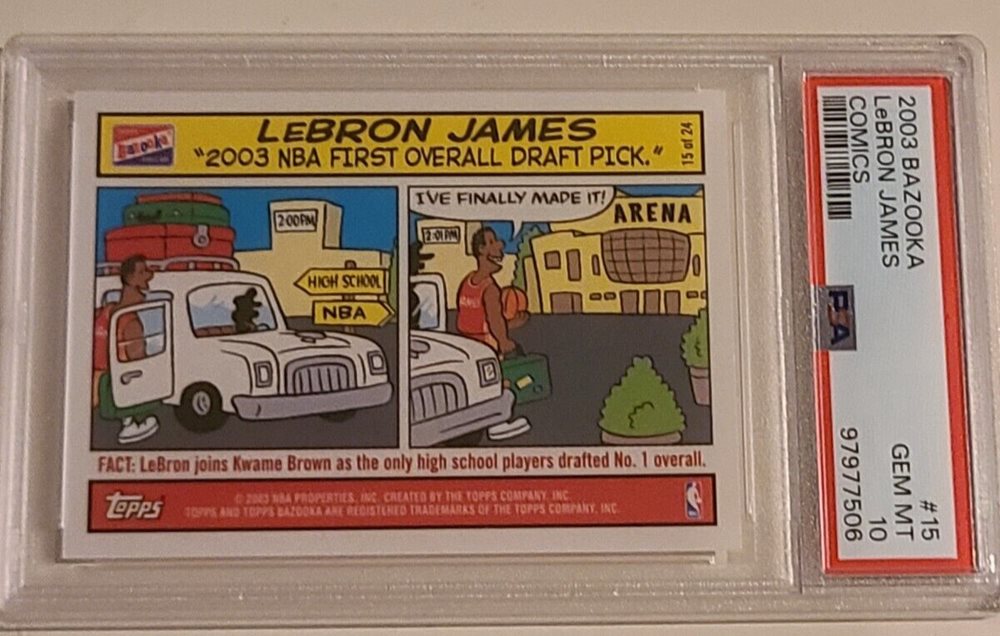 Bazooka
LeBRON JAMES
"2003 NBA FIRST OVERALL DRAFT PICK."
15 of 24
2:00PM
HIGH SCHOOL
NBA
I'VE FINALLY MADE IT!
2:01PM
ARENA
FACT: LeBron joins Kwame Brown as the only high school players drafted No. 1 overall.
Topps
© 2003 NBA PROPERTIES, INC. CREATED BY THE TOPPS COMPANY, INC.
TOPPS AND TOPPS BAZOOKA ARE REGISTERED TRADEMARKS OF THE TOPPS COMPANY, INC.
2003 BAZOOKA #15
LeBRON JAMES GEM MT
COMICS 10
PSA 97977506